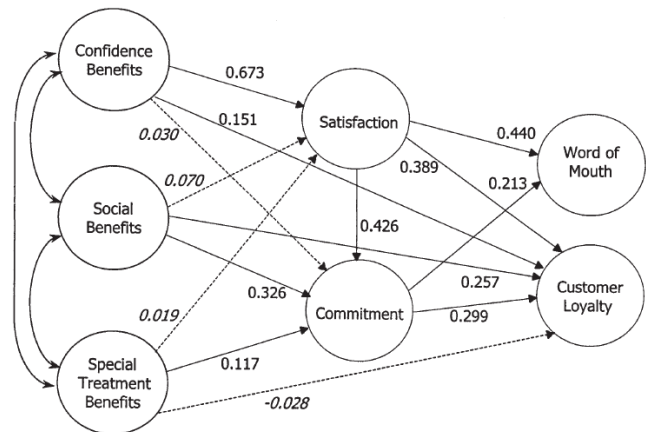 Confidence
Benefits
0.673
0.151
0.030
Satisfaction
0.440
0.389
Word of
Mouth
0.213
0.070
Social
Benefits
0.426
0.257
0.326
0.019
Commitment
0.299
Customer
Loyalty
Special
Treatment
Benefits
0.117
-0.028